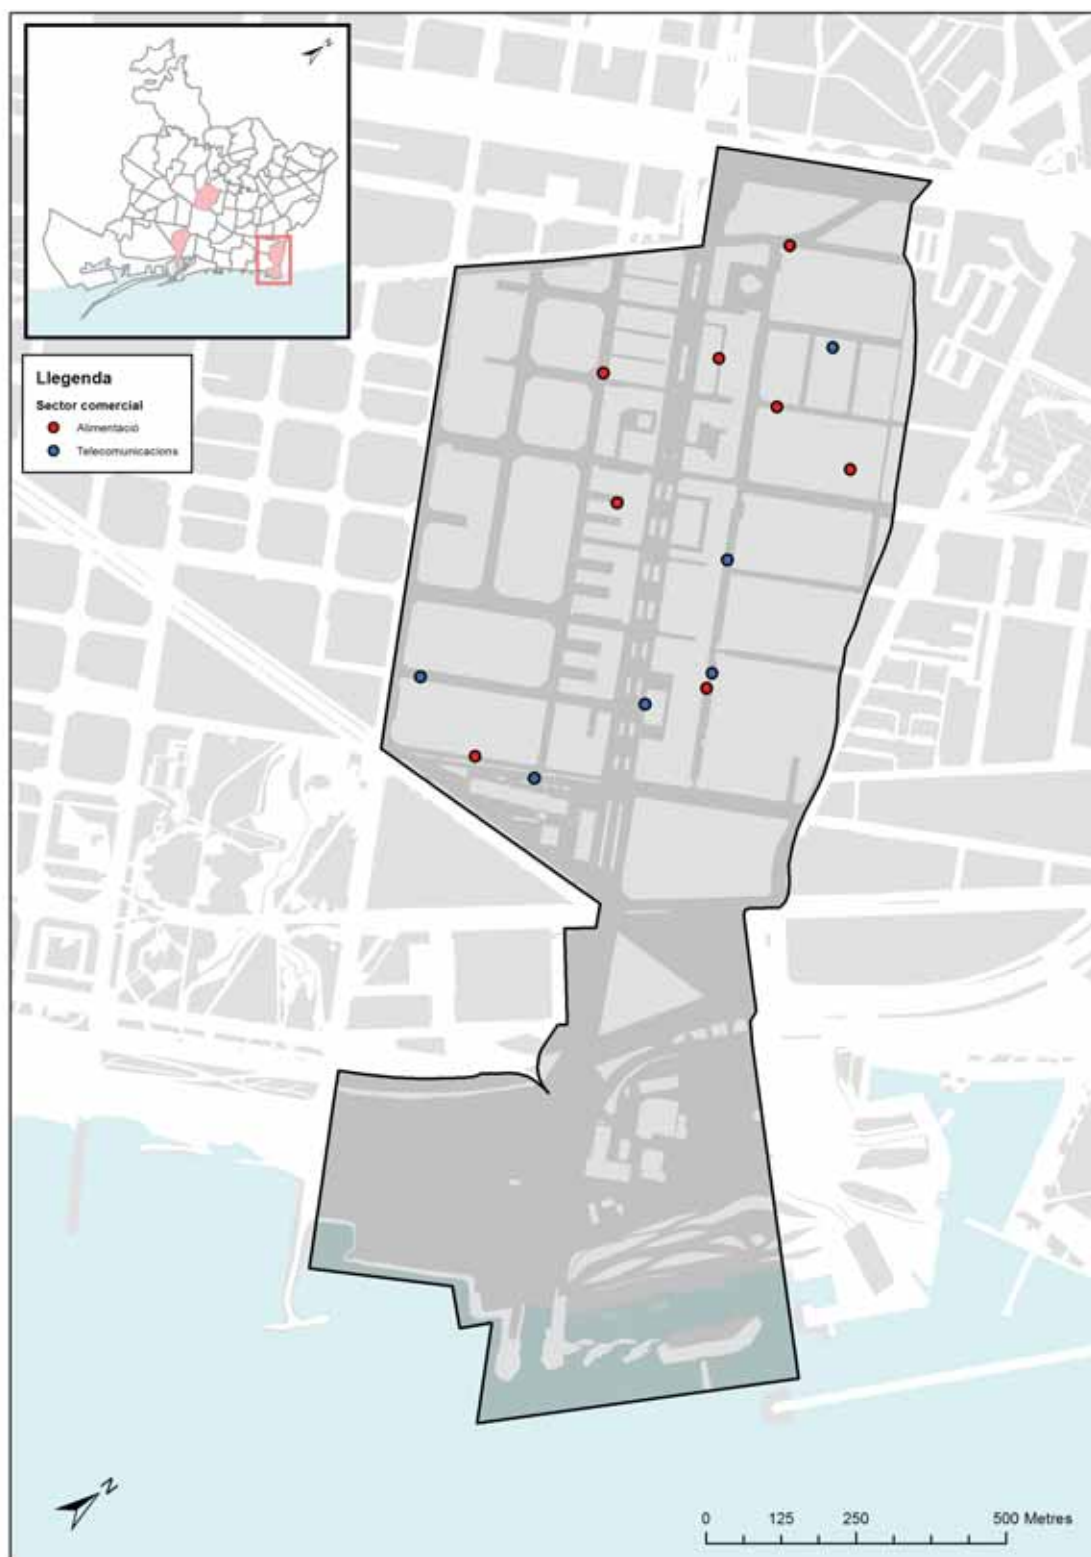 N
Llegenda
Sector comercial
Alimentació
Telecomunicacions
N
0 125 250 500 Metres